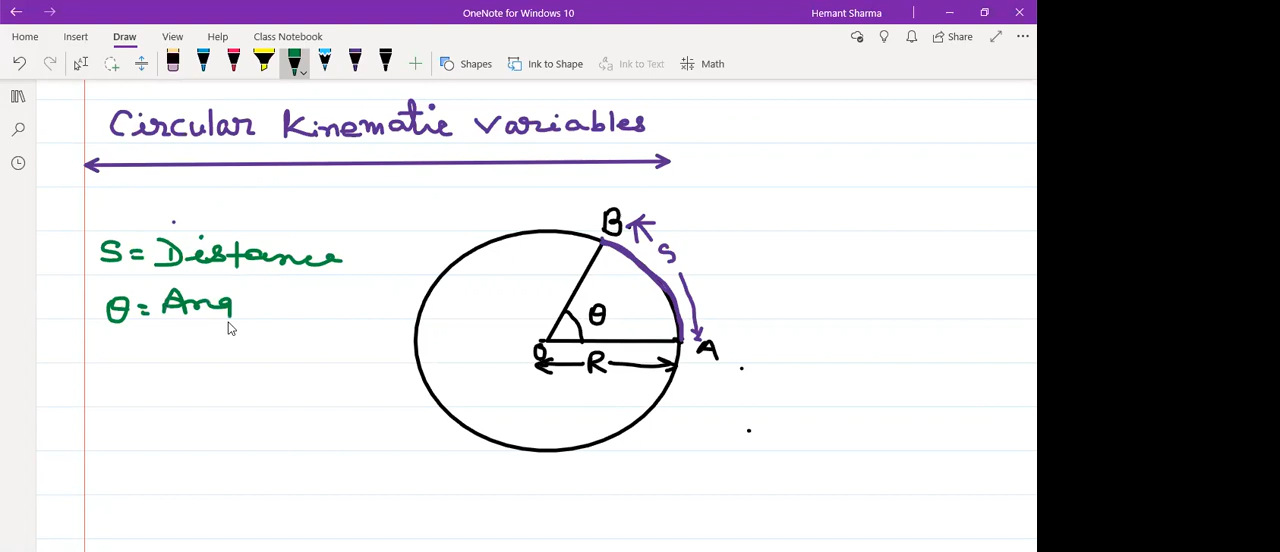 OneNote for Windows 10
Hemant Sharma
Home Insert Draw View Help Class Notebook
Share
Shapes Ink to Shape Ink to Text Math
Circular Kinematic variables
B
S
S = Distance
θ = Ang
θ
O
A
R